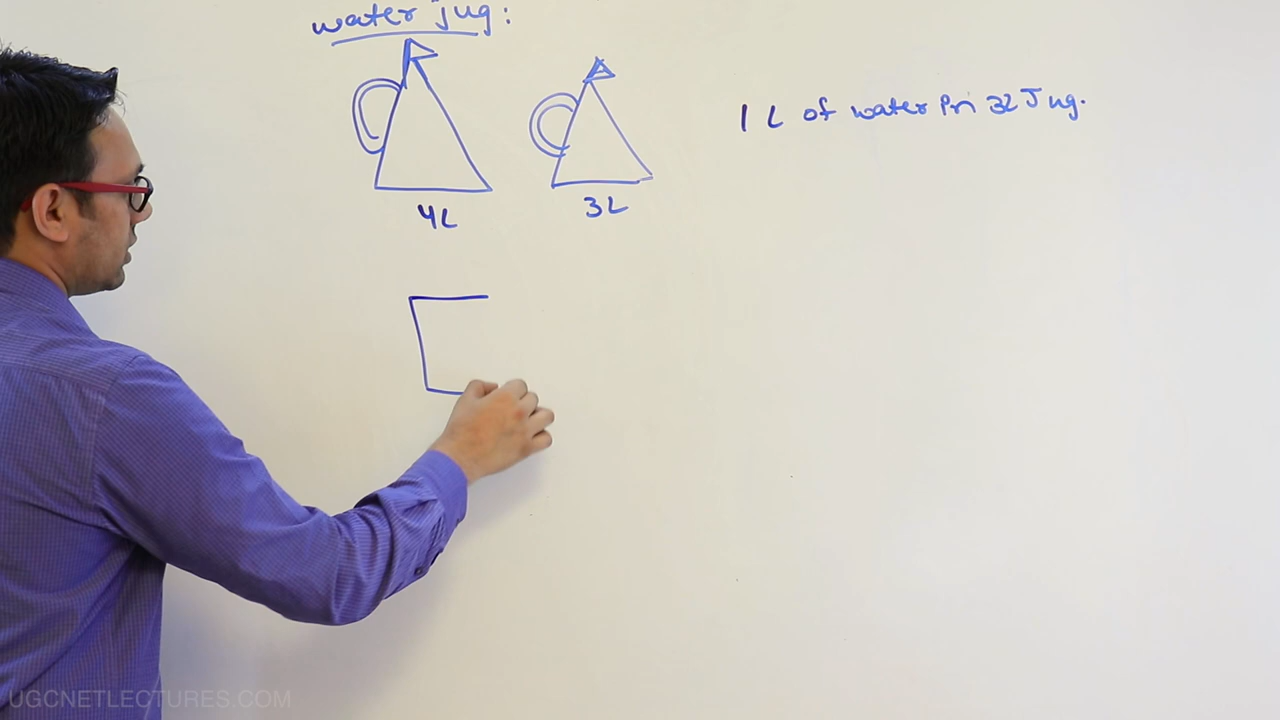 water jug:
1 L of water in 3L Jug.
4L
3L
UGCNETLECTURES.COM